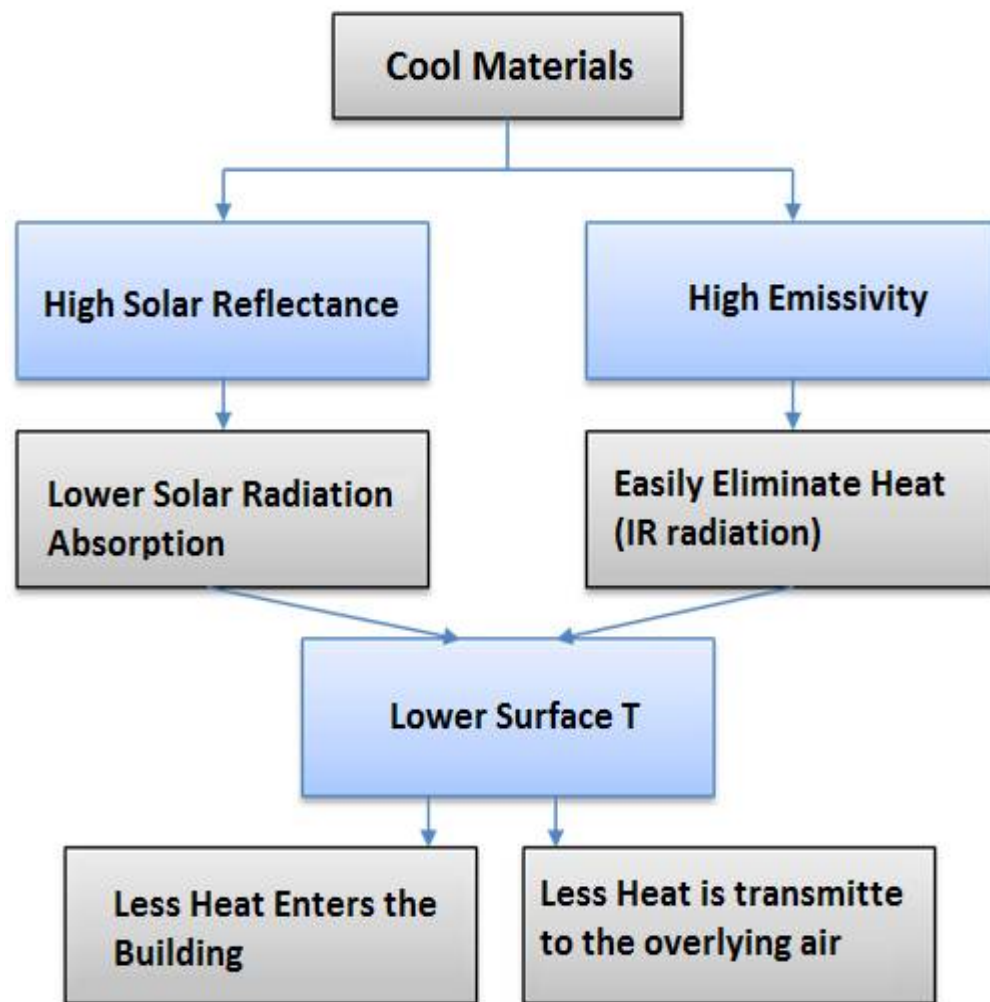 Cool Materials
High Solar Reflectance
High Emissivity
Lower Solar Radiation
Absorption
Easily Eliminate Heat
(IR radiation)
Lower Surface T
Less Heat Enters the
Building
Less Heat is transmitte
to the overlying air